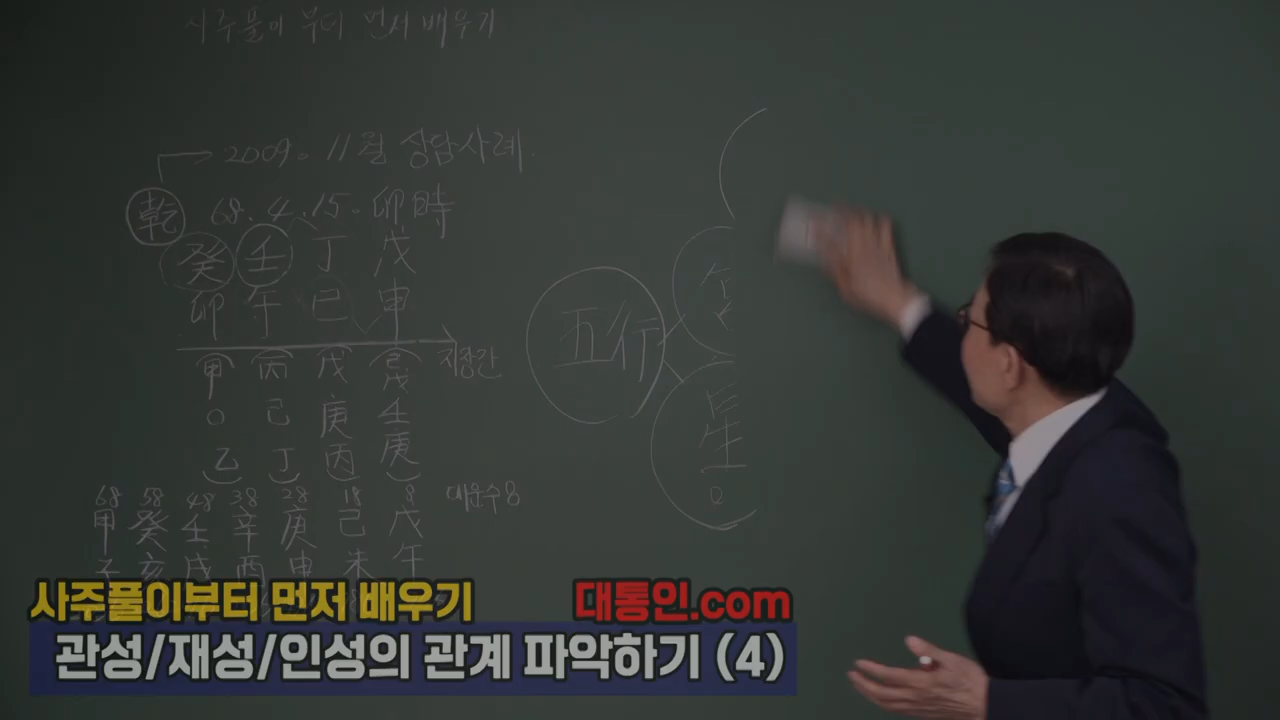 사주풀이 부터 먼저 배우기
2009. 11월 상담사례.
乾 68. 4. 15. 卯時
癸 壬 丁 戊
卯 午 巳 申
甲 丙 戊 己戊 지장간
○ 己 庚 壬
乙 丁 丙 庚
68 58 48 38 28 18 8 대운수 8
甲 癸 壬 辛 庚 己 戊
子 亥 戌 酉 申 未 午
五行
生
사주풀이부터 먼저 배우기
대통인.com
관성/재성/인성의 관계 파악하기 (4)